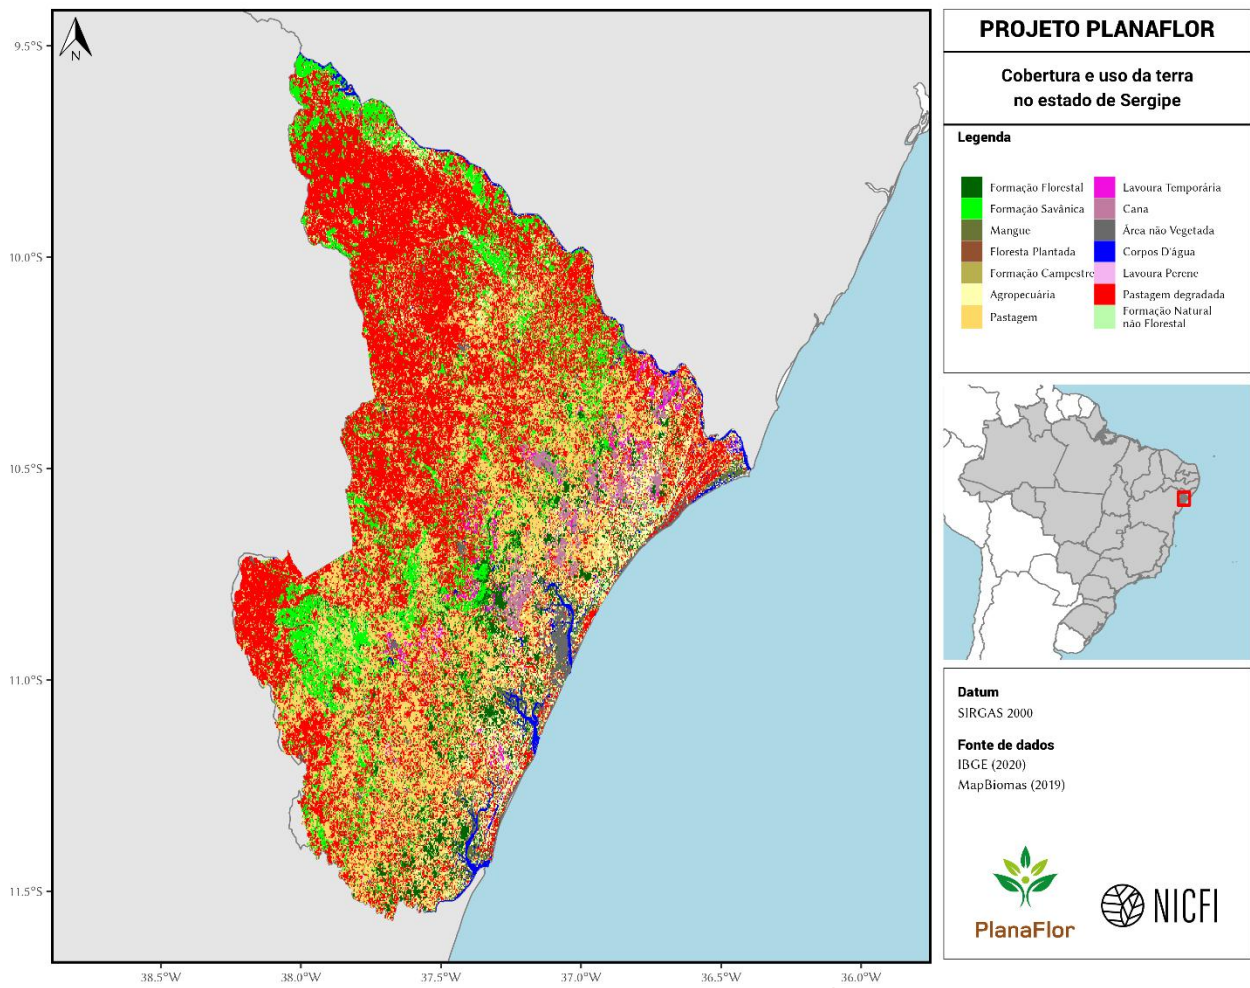 PROJETO PLANAFLOR
Cobertura e uso da terra
no estado de Sergipe
Legenda
Formação Florestal
Formação Savânica
Mangue
Floresta Plantada
Formação Campestre
Agropecuária
Pastagem
Lavoura Temporária
Cana
Área não Vegetada
Corpos D'água
Lavoura Perene
Pastagem degradada
Formação Natural
não Florestal
N
9.5°S
10.0°S
10.5°S
11.0°S
11.5°S
38.5°W
38.0°W
37.5°W
37.0°W
36.5°W
36.0°W
Datum
SIRGAS 2000
Fonte de dados
IBGE (2020)
MapBiomas (2019)
PlanaFlor
NICFI